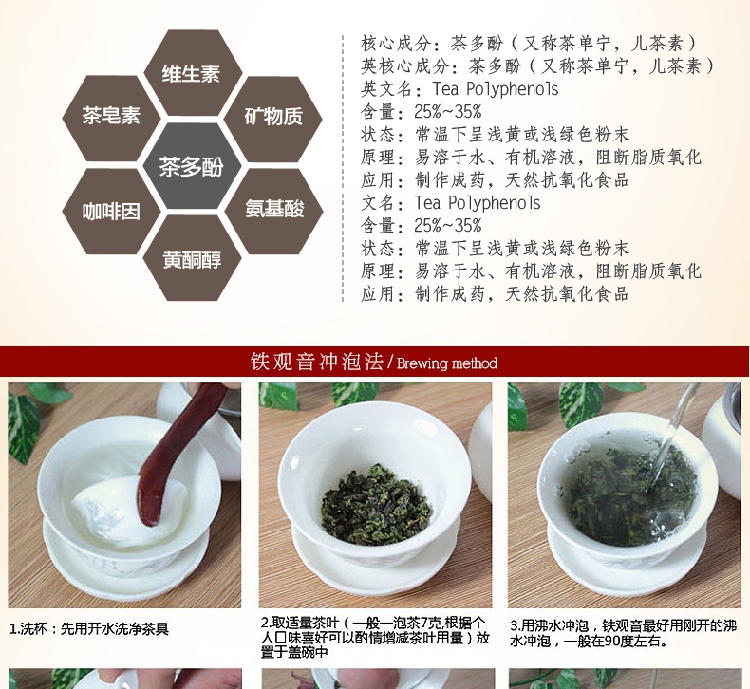 维生素
茶皂素
矿物质
茶多酚
咖啡因
氨基酸
黄酮醇
核心成分：茶多酚（又称茶单宁，儿茶素）
英核心成分：茶多酚（又称茶单宁，儿茶素）
英文名：Tea Polyphenols
含量：25%~35%
状态：常温下呈浅黄或浅绿色粉末
原理：易溶于水、有机溶液，阻断脂质氧化
应用：制作成药，天然抗氧化食品
文名：Tea Polyphenols
含量：25%~35%
状态：常温下呈浅黄或浅绿色粉末
原理：易溶于水、有机溶液，阻断脂质氧化
应用：制作成药，天然抗氧化食品
铁观音冲泡法/Brewing method
1.洗杯：先用开水洗净茶具
2.取适量茶叶（一般一泡茶7克,根据个
人口味喜好可以酌情增减茶叶用量）放
置于盖碗中
3.用沸水冲泡，铁观音最好用刚开的沸
水冲泡，一般在90度左右。